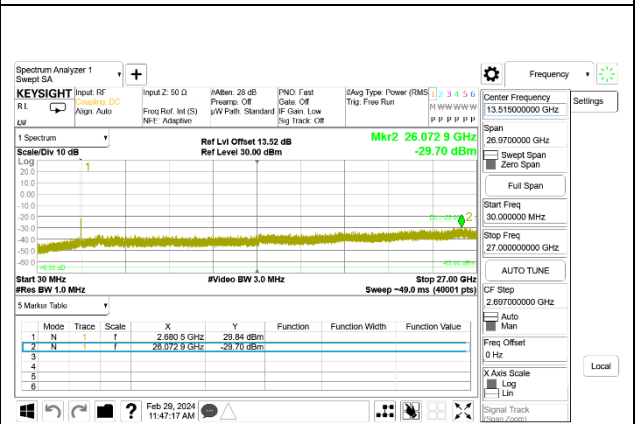 Spectrum Analyzer 1
Swept SA
+
Frequency
KEYSIGHT
Input: RF
Input Z: 50 Ω
#Atten: 28 dB
PNO: Fast
#Avg Type: Power (RMS
1 2 3 4 5 6
RL
Coupling: DC
Preamp: Off
Gate: Off
Trig: Free Run
M W W W W W
Align: Auto
Freq Ref: Int (S)
µW Path: Standard
IF Gain: Low
NFE: Adaptive
Sig Track: Off
P P P P P P
Center Frequency
13.515000000 GHz
Settings
1 Spectrum
Ref Lvl Offset 13.52 dB
Mkr2 26.072 9 GHz
Scale/Div 10 dB
Ref Level 30.00 dBm
-29.70 dBm
Span
26.9700000 GHz
Swept Span
Zero Span
Full Span
Log
1
20.0
10.0
0.00
-10.0
-20.0
2
-30.0
-40.0
-50.0
-60.0
Start Freq
30.000000 MHz
Stop Freq
27.000000000 GHz
AUTO TUNE
Start 30 MHz
#Video BW 3.0 MHz
Stop 27.00 GHz
#Res BW 1.0 MHz
Sweep ~49.0 ms (40001 pts)
CF Step
2.697000000 GHz
Auto
Man
5 Marker Table
Mode Trace Scale X Y Function Function Width Function Value
1 N 1 f 2.680 5 GHz 29.84 dBm
2 N 1 f 26.072 9 GHz -29.70 dBm
3
4
5
6
Freq Offset
0 Hz
X Axis Scale
Log
Lin
Local
Signal Track
(Span Zoom)
?
Feb 29, 2024
11:47:17 AM